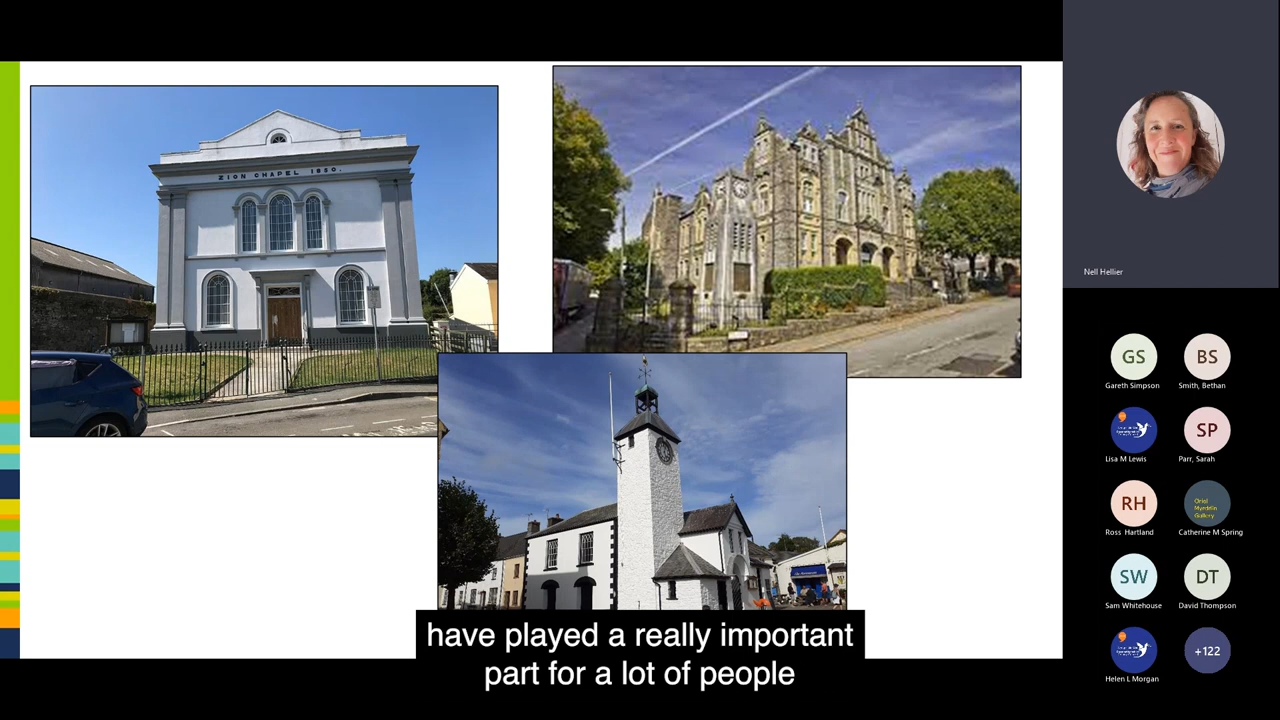 ZION CHAPEL 1850.
have played a really important
part for a lot of people
Nell Hellier
GS
Gareth Simpson
BS
Smith, Bethan
Lisa M Lewis
SP
Parr, Sarah
RH
Ross Hartland
Oriel
Myrddin
Gallery
Catherine M Spring
SW
Sam Whitehouse
DT
David Thompson
Helen L Morgan
+122